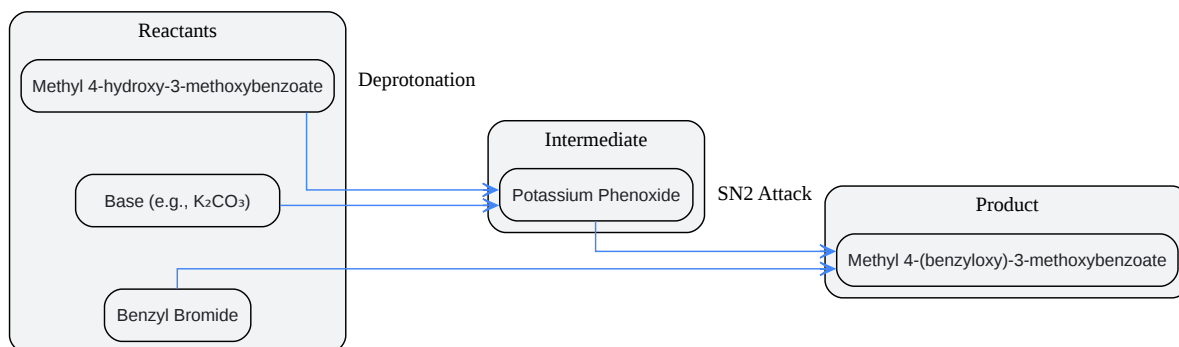 Reactants
Methyl 4-hydroxy-3-methoxybenzoate
Deprotonation
Base (e.g., K₂CO₃)
Benzyl Bromide
Intermediate
Potassium Phenoxide
SN2 Attack
Product
Methyl 4-(benzyloxy)-3-methoxybenzoate